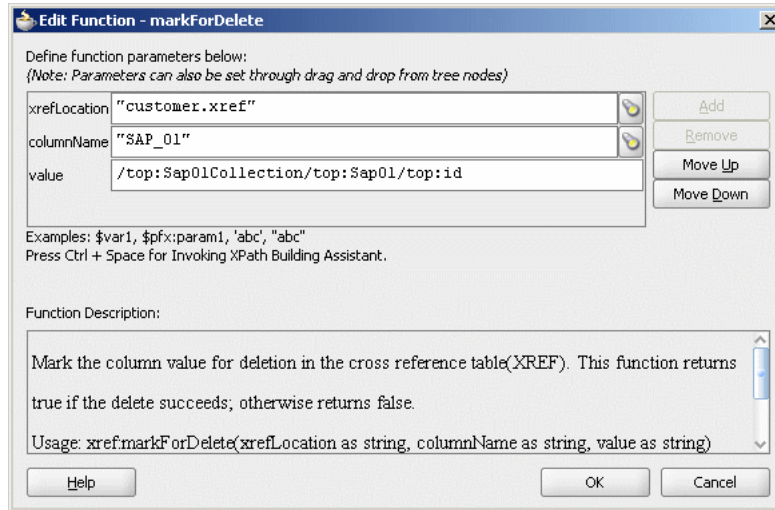 Edit Function - markForDelete
Define function parameters below:
(Note: Parameters can also be set through drag and drop from tree nodes)
xrefLocation "customer.xref"
Add
columnName "SAP_01"
Remove
value /top:Sap01Collection/top:Sap01/top:id
Move Up
Move Down
Examples: $var1, $pfx:param1, 'abc', "abc"
Press Ctrl + Space for Invoking XPath Building Assistant.
Function Description:
Mark the column value for deletion in the cross reference table(XREF). This function returns
true if the delete succeeds; otherwise returns false.
Usage: xref:markForDelete(xrefLocation as string, columnName as string, value as string)
Help
OK
Cancel